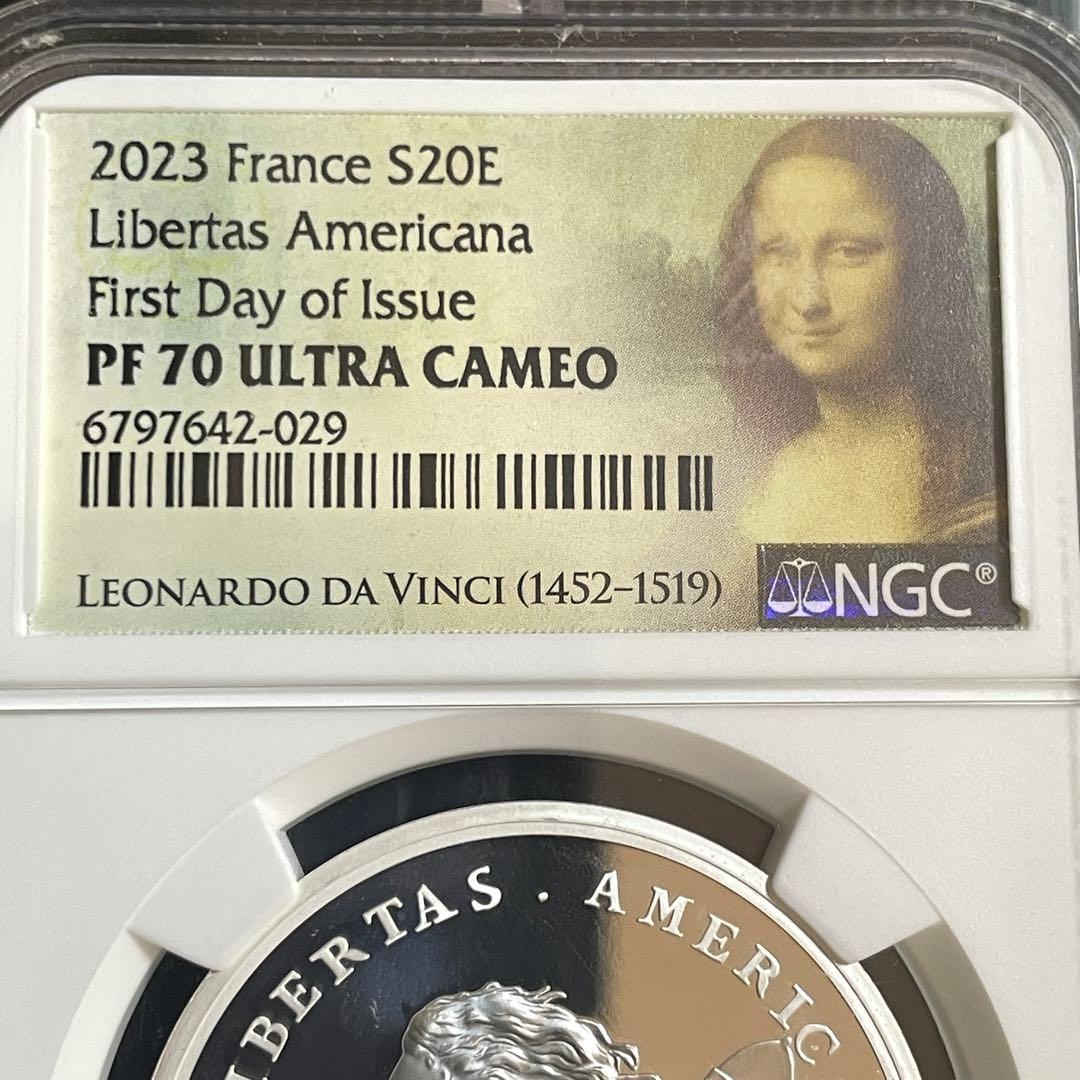 2023 France S20E
Libertas Americana
First Day of Issue
PF 70 ULTRA CAMEO
6797642-029
LEONARDO DA VINCI (1452–1519)
NGC®
IBERTAS . AMERIC